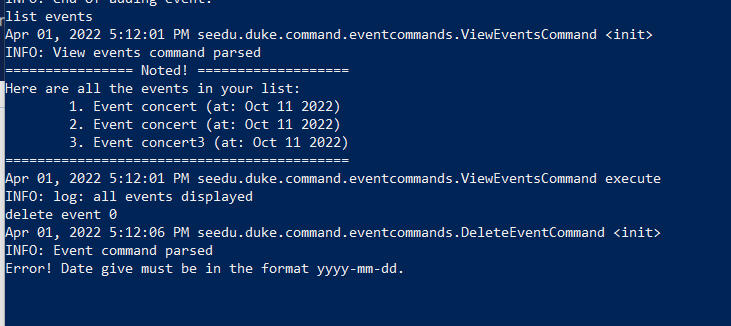 INFO: end of adding event.
list events
Apr 01, 2022 5:12:01 PM seedu.duke.command.eventcommands.ViewEventsCommand <init>
INFO: View events command parsed
================ Noted! ===================
Here are all the events in your list:
1. Event concert (at: Oct 11 2022)
2. Event concert (at: Oct 11 2022)
3. Event concert3 (at: Oct 11 2022)
===========================================
Apr 01, 2022 5:12:01 PM seedu.duke.command.eventcommands.ViewEventsCommand execute
INFO: log: all events displayed
delete event 0
Apr 01, 2022 5:12:06 PM seedu.duke.command.eventcommands.DeleteEventCommand <init>
INFO: Event command parsed
Error! Date give must be in the format yyyy-mm-dd.